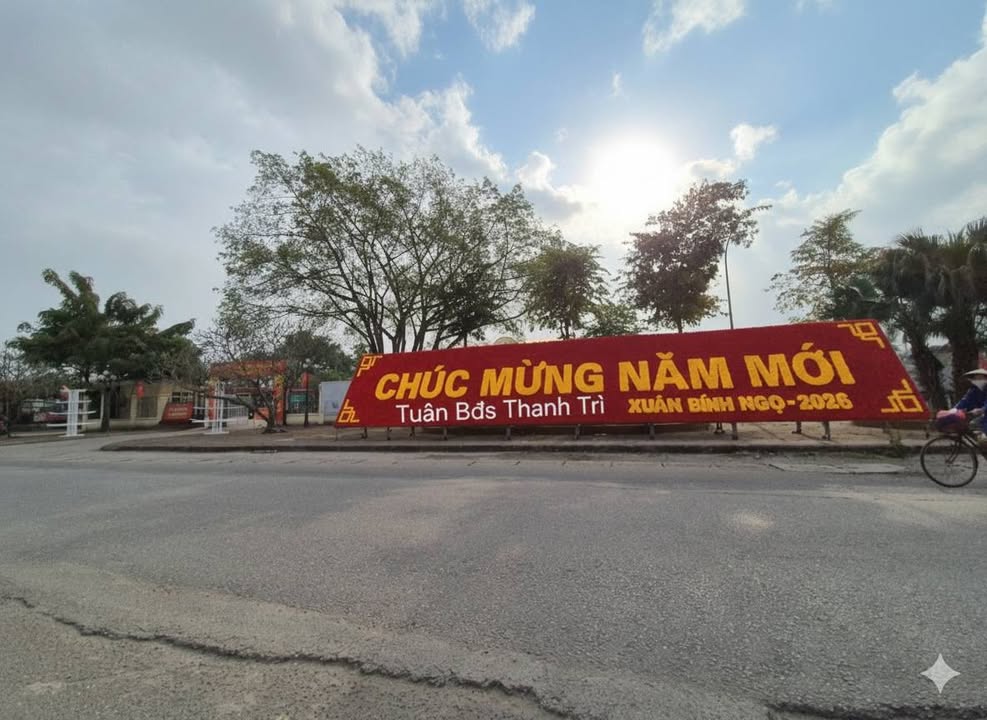 CHÚC MỪNG NĂM MỚI
Tuân Bđs Thanh Trì
XUÂN BÍNH NGỌ-2026